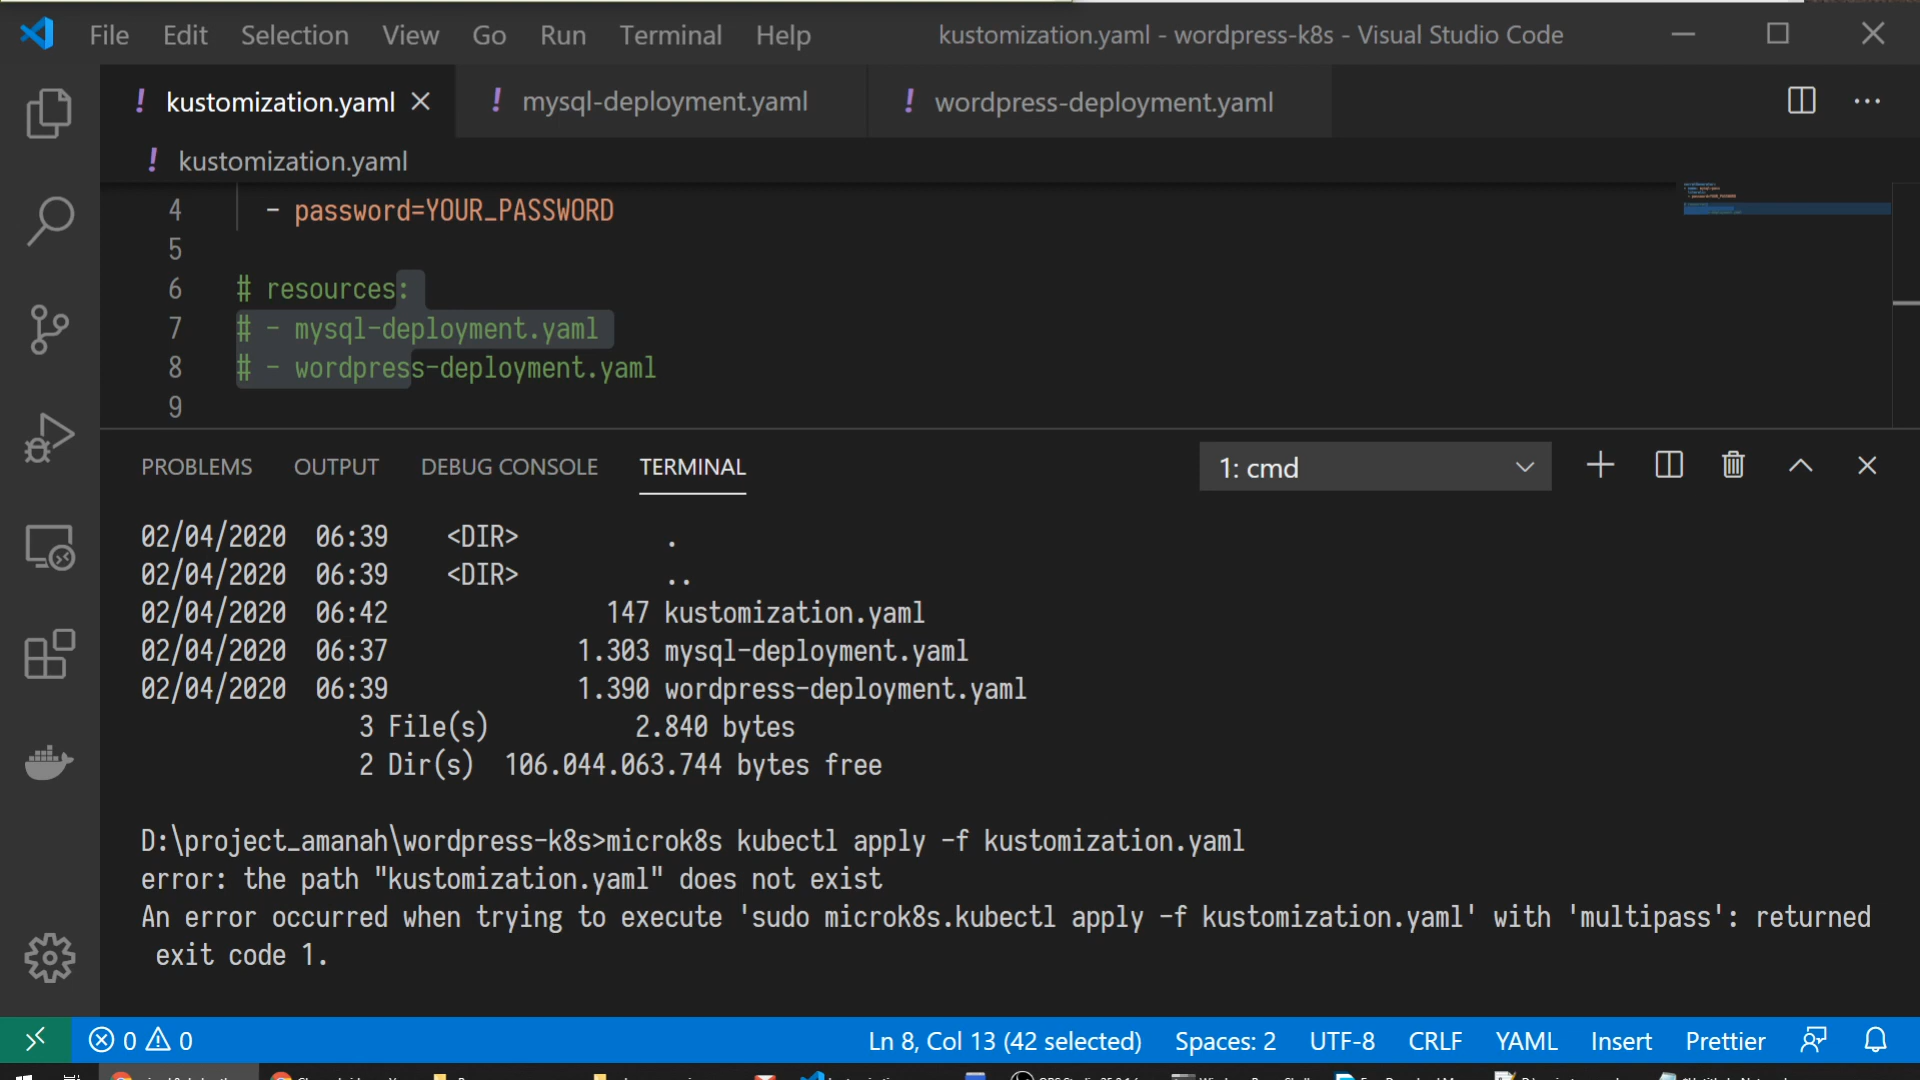 File Edit Selection View Go Run Terminal Help kustomization.yaml - wordpress-k8s - Visual Studio Code
! kustomization.yaml ! mysql-deployment.yaml ! wordpress-deployment.yaml
! kustomization.yaml
4 - password=YOUR_PASSWORD
5
6 # resources:
7 # - mysql-deployment.yaml
8 # - wordpress-deployment.yaml
9
PROBLEMS OUTPUT DEBUG CONSOLE TERMINAL 1: cmd
02/04/2020 06:39 <DIR> .
02/04/2020 06:39 <DIR> ..
02/04/2020 06:42 147 kustomization.yaml
02/04/2020 06:37 1.303 mysql-deployment.yaml
02/04/2020 06:39 1.390 wordpress-deployment.yaml
3 File(s) 2.840 bytes
2 Dir(s) 106.044.063.744 bytes free
D:\project_amanah\wordpress-k8s>microk8s kubectl apply -f kustomization.yaml
error: the path "kustomization.yaml" does not exist
An error occurred when trying to execute 'sudo microk8s.kubectl apply -f kustomization.yaml' with 'multipass': returned
exit code 1.
0 0 Ln 8, Col 13 (42 selected) Spaces: 2 UTF-8 CRLF YAML Insert Prettier